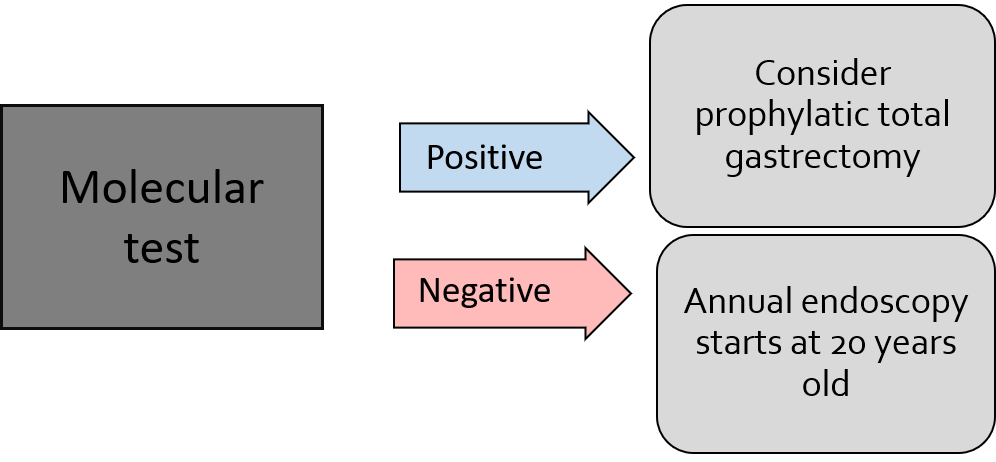 Molecular
test
Positive
Consider
prophylatic total
gastrectomy
Negative
Annual endoscopy
starts at 20 years
old